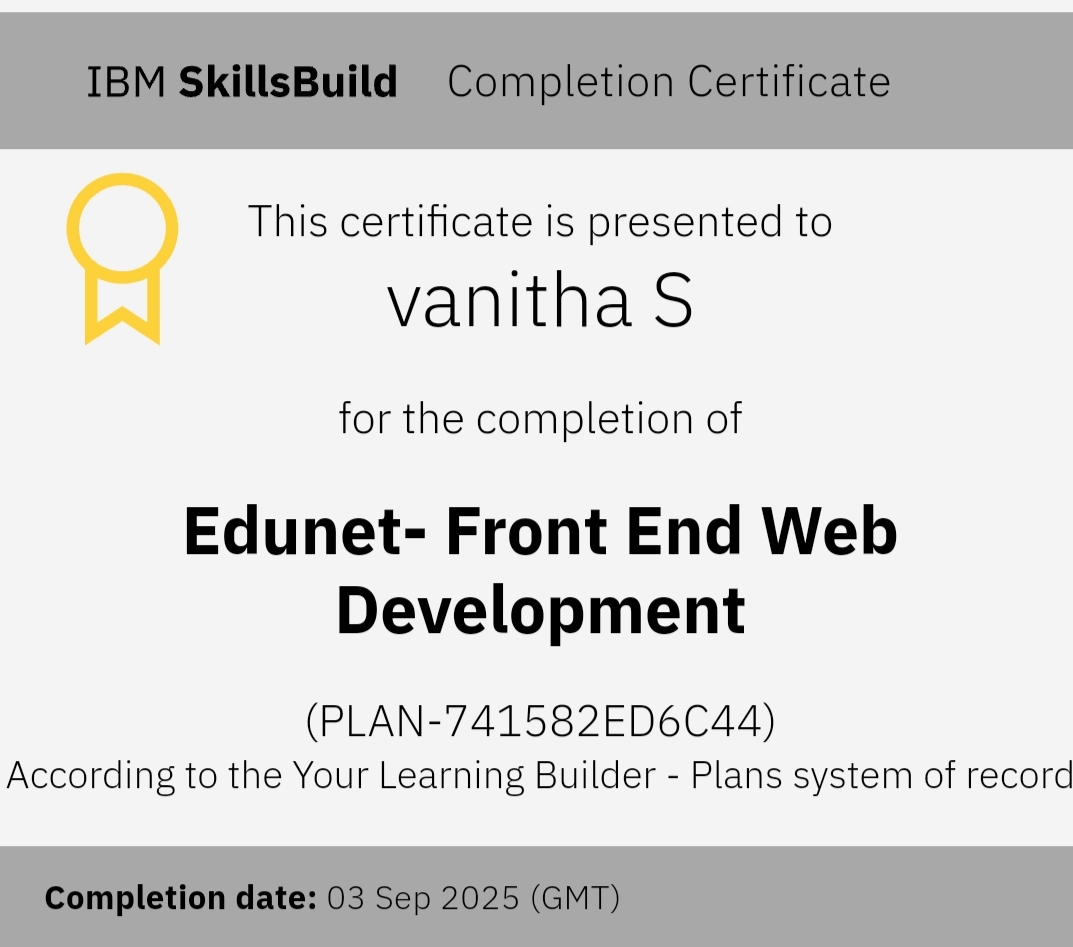 IBM SkillsBuild Completion Certificate
This certificate is presented to
vanitha S
for the completion of
Edunet- Front End Web
Development
(PLAN-741582ED6C44)
According to the Your Learning Builder - Plans system of record
Completion date: 03 Sep 2025 (GMT)